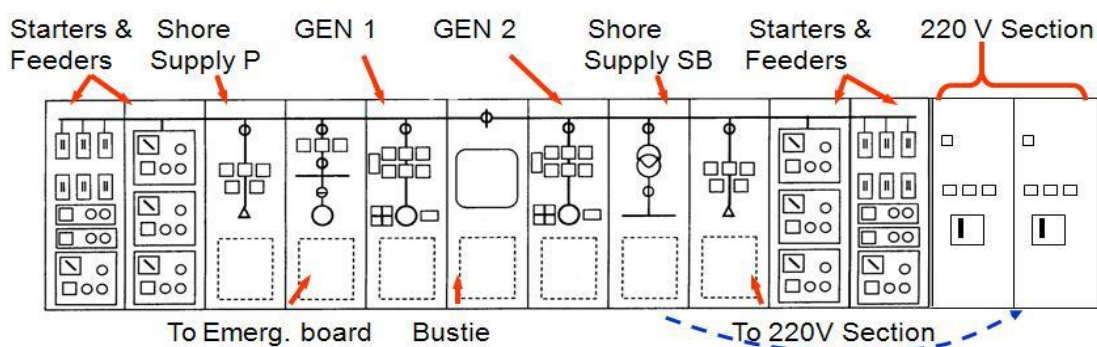 Starters &
Feeders
Shore
Supply P
GEN 1
GEN 2
Shore
Supply SB
Starters &
Feeders
220 V Section
To Emerg. board
Bustie
To 220V Section